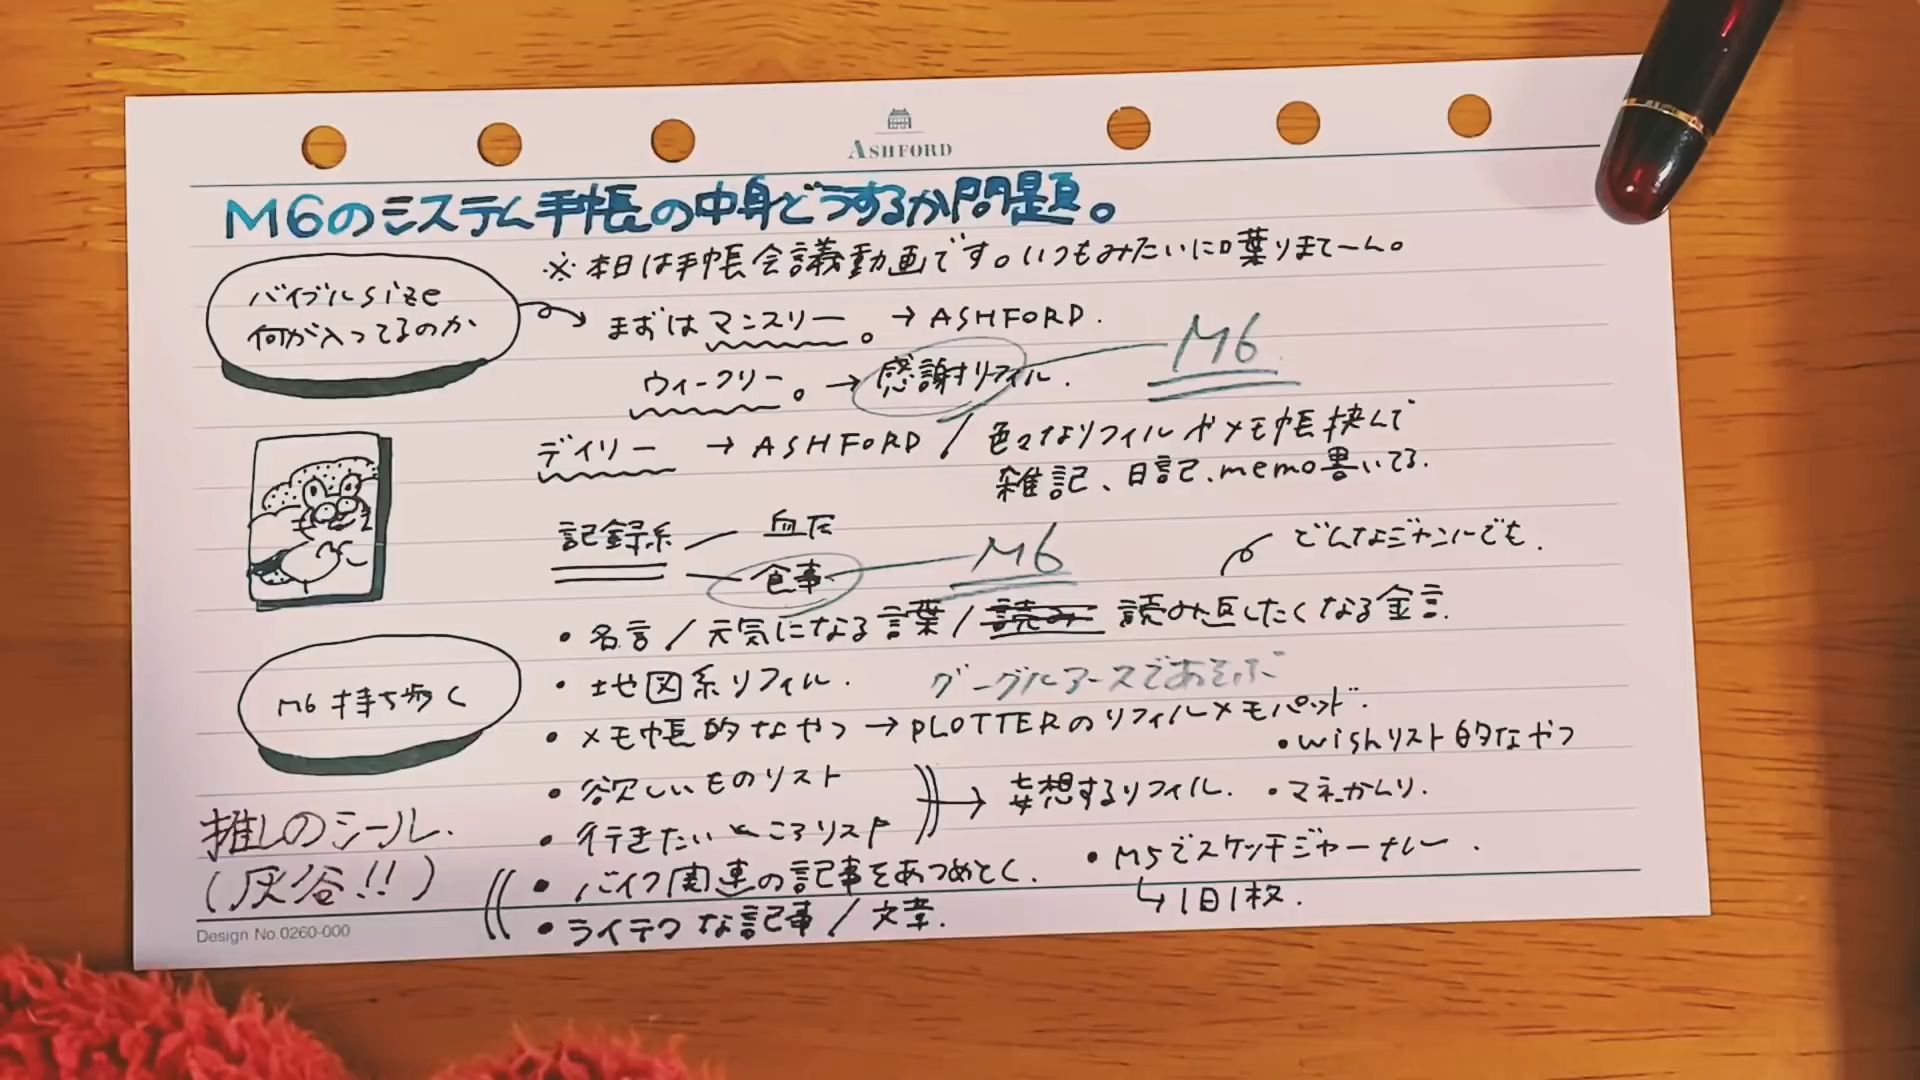 ASHFORD
M6のシステム手帳の中身どうするか問題。
※本日は手帳会議動画です。いつもみたいに口葉りませーん。
バイブルsize
何が入ってるのか
まずはマンスリー。→ASHFORD.
ウィークリー。→感謝リフィル.
M6
デイリー→ASHFORD/色々なリフィルやメモ帳挟んで
雑記、日記、memo書いてる.
記録系
血圧
食事
M6
どんなジャンルでも.
・名言/元気になる言葉/読み 読み返したくなる金言.
M6持ち歩く
・地図系リフィル.
グーグルアースであそぶ
・メモ帳的なやつ→PLOTTERのリフィルメモパッド.
・wishリスト的なやつ
・欲しいものリスト
・行きたいところリスト
→妄想するリフィル.
・マネかんり.
推しのシール.
(灰谷!!)
・バイク関連の記事をあつめとく.
・ライテクな記事/文章.
・M5でスケッチジャーナル.
↳1日1枚.
Design No.0260-000